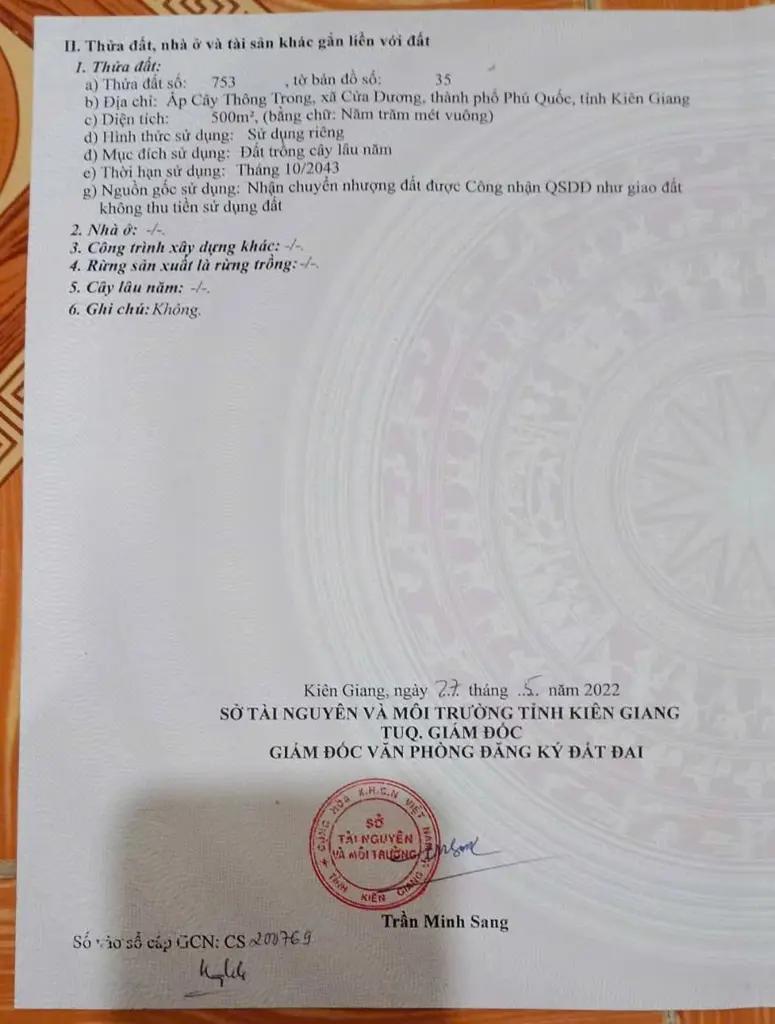 II. Thửa đất, nhà ở và tài sản khác gắn liền với đất
1. Thửa đất:
a) Thửa đất số: 753 , tờ bản đồ số: 35
b) Địa chỉ: Ấp Cây Thông Trong, xã Cửa Dương, thành phố Phú Quốc, tỉnh Kiên Giang
c) Diện tích: 500m², (bằng chữ: Năm trăm mét vuông)
d) Hình thức sử dụng: Sử dụng riêng
đ) Mục đích sử dụng: Đất trồng cây lâu năm
e) Thời hạn sử dụng: Tháng 10/2043
g) Nguồn gốc sử dụng: Nhận chuyển nhượng đất được Công nhận QSDĐ như giao đất
không thu tiền sử dụng đất
2. Nhà ở: -/-.
3. Công trình xây dựng khác: -/-.
4. Rừng sản xuất là rừng trồng: -/-.
5. Cây lâu năm: -/-.
6. Ghi chú: Không.
Kiên Giang, ngày 27 tháng ..5.. năm 2022
SỞ TÀI NGUYÊN VÀ MÔI TRƯỜNG TỈNH KIÊN GIANG
TUQ. GIÁM ĐỐC
GIÁM ĐỐC VĂN PHÒNG ĐĂNG KÝ ĐẤT ĐAI
CỘNG HÒA X.H.C.N VIỆT NAM
SỞ
TÀI NGUYÊN
VÀ MÔI TRƯỜNG
TỈNH KIÊN GIANG
Trần Minh Sang
Số vào sổ cấp GCN: CS 200769